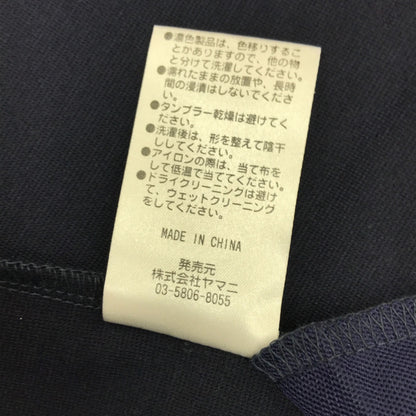 ●濃色製品は、色移りするこ
とがありますので、他の物
と分けて洗濯してください。
●濡れたままの放置や、長時
間の浸漬はしないでくださ
い。
●タンブラー乾燥は避けてく
ださい。
●洗濯後は、形を整えて陰干
ししてください。
●アイロンの際は、当て布を
して低温で当ててください。
●ドライクリーニングは避け
て、ウェットクリーニング
をしてください。
MADE IN CHINA
発売元
株式会社ヤマニ
03-5806-8055